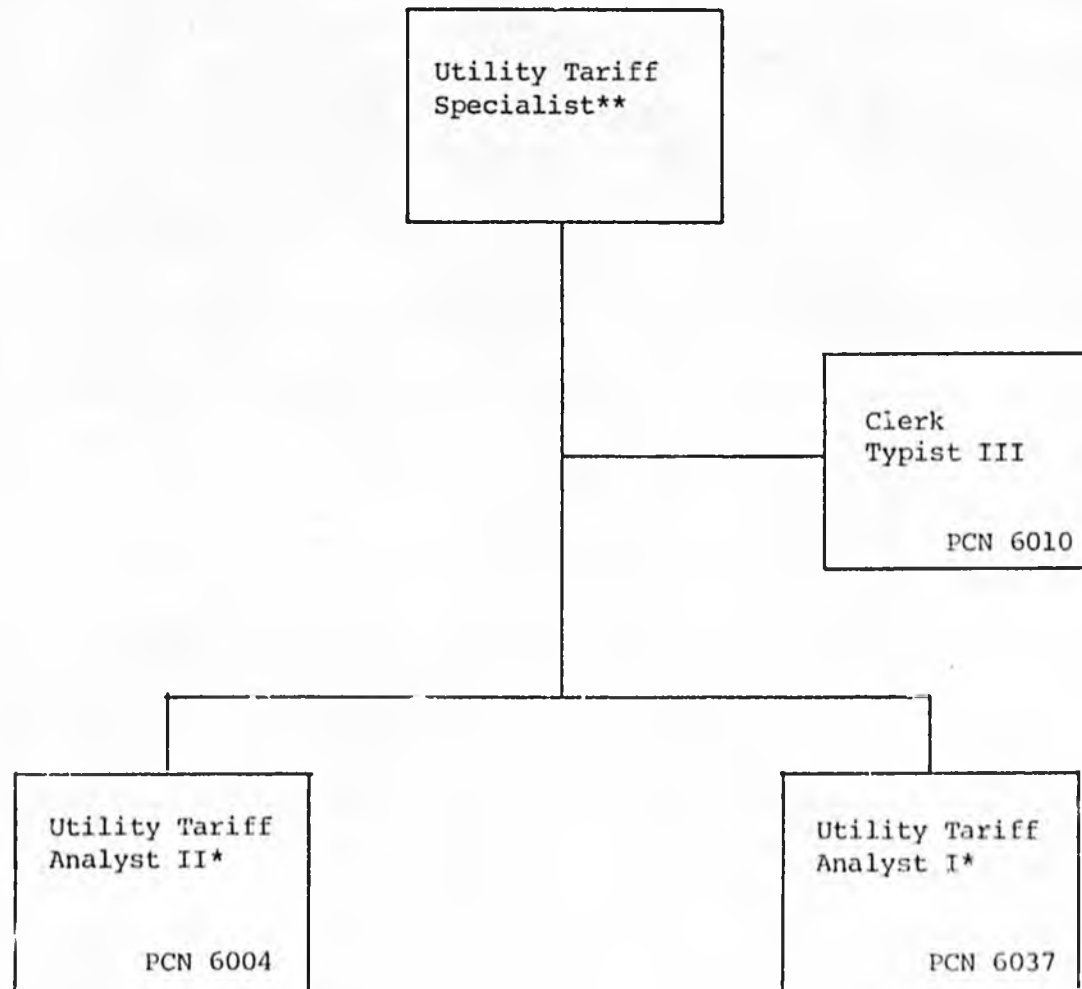 Utility Tariff
Specialist**
Clerk
Typist III
PCN 6010
Utility Tariff
Analyst II*
PCN 6004
Utility Tariff
Analyst I*
PCN 6037